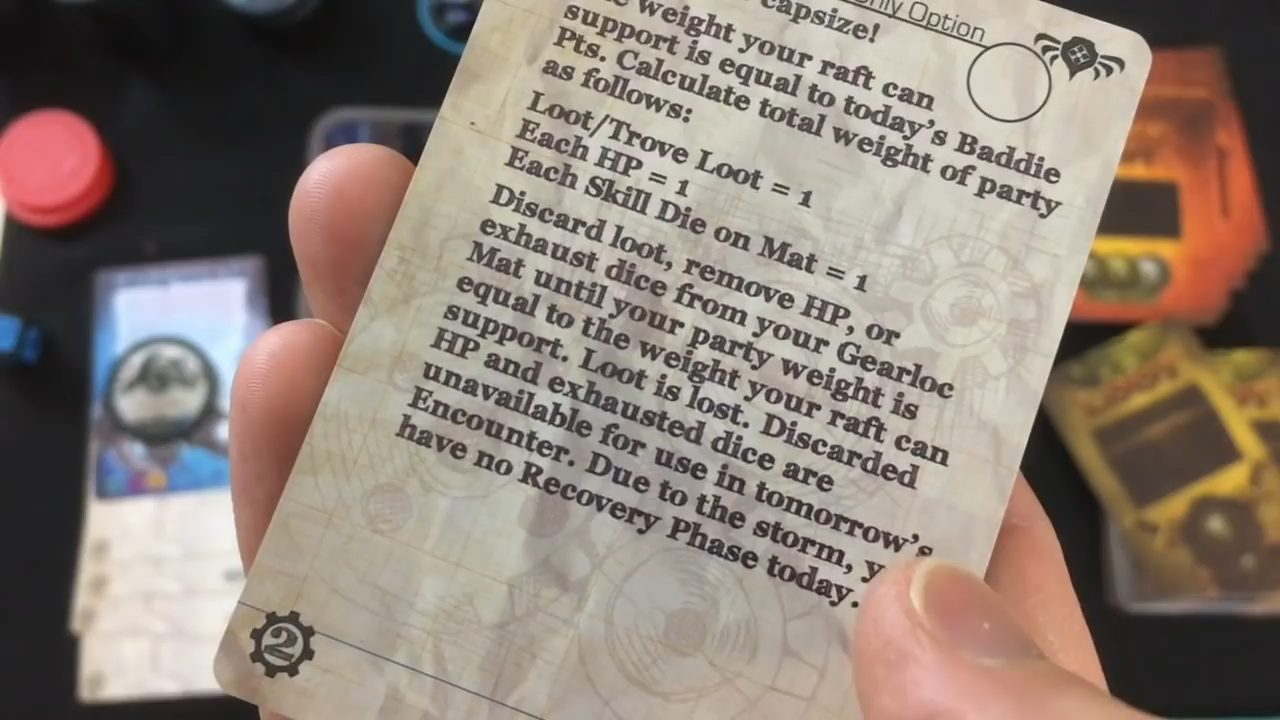 Only Option
capsize!
weight your raft can
support is equal to today's Baddie
Pts. Calculate total weight of party
as follows:
Loot/Trove Loot = 1
Each HP = 1
Each Skill Die on Mat = 1
Discard loot, remove HP, or
exhaust dice from your Gearloc
Mat until your party weight is
equal to the weight your raft can
support. Loot is lost. Discarded
HP and exhausted dice are
unavailable for use in tomorrow's
Encounter. Due to the storm, y
have no Recovery Phase today.
2